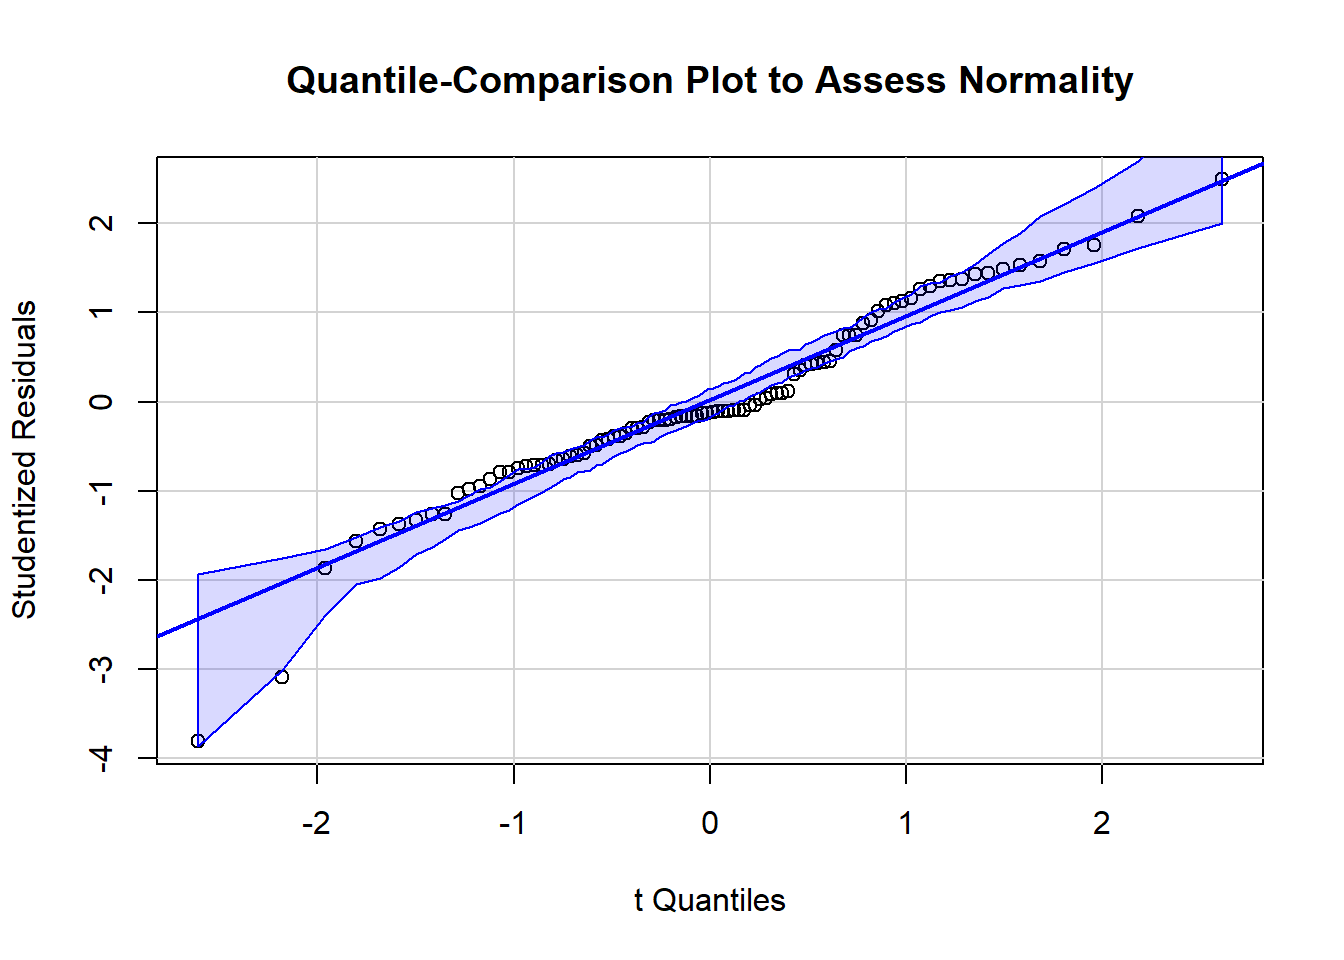 Quantile-Comparison Plot to Assess Normality
Studentized Residuals
2
1
0
-1
-2
-3
-4
-2 -1 0 1 2
t Quantiles